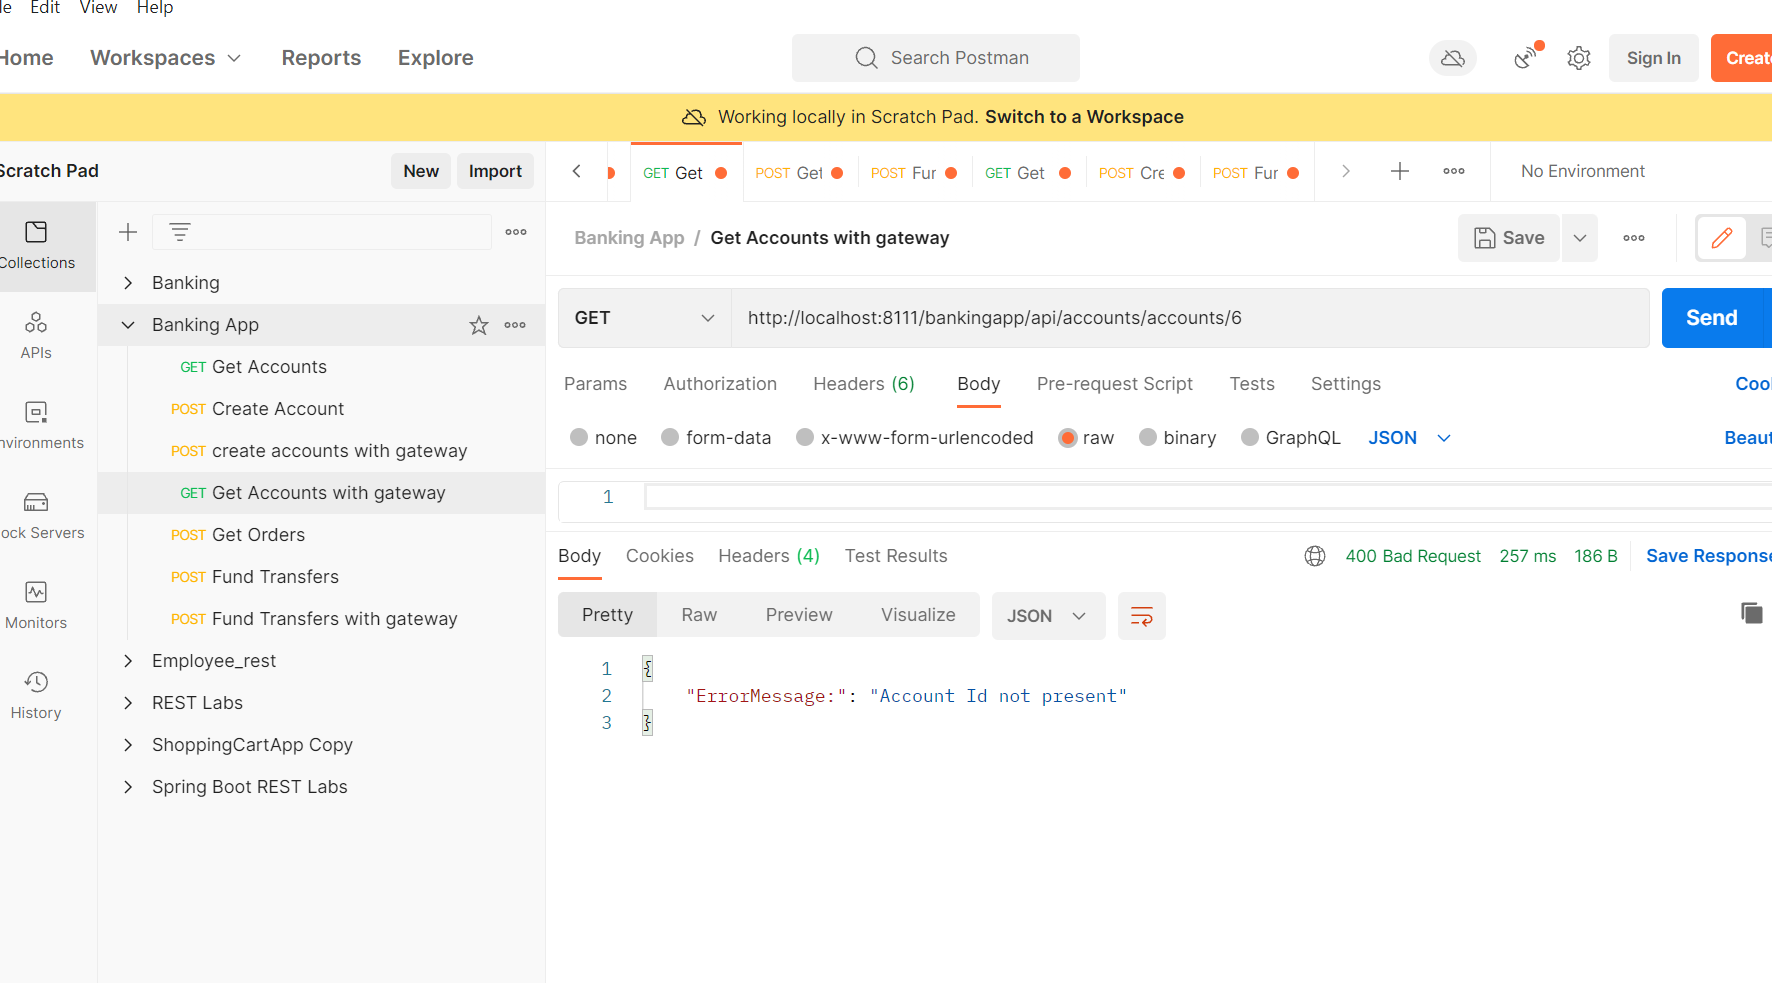 le Edit View Help
Home Workspaces Reports Explore Search Postman Sign In Create
Working locally in Scratch Pad. Switch to a Workspace
Scratch Pad New Import GET Get POST Get POST Fur GET Get POST Cre POST Fur No Environment
Collections
APIs
nvironments
ock Servers
Monitors
History
Banking
Banking App
GET Get Accounts
POST Create Account
POST create accounts with gateway
GET Get Accounts with gateway
POST Get Orders
POST Fund Transfers
POST Fund Transfers with gateway
Employee_rest
REST Labs
ShoppingCartApp Copy
Spring Boot REST Labs
Banking App / Get Accounts with gateway Save
GET http://localhost:8111/bankingapp/api/accounts/accounts/6 Send
Params Authorization Headers (6) Body Pre-request Script Tests Settings Cool
none form-data x-www-form-urlencoded raw binary GraphQL JSON Beaut
1
Body Cookies Headers (4) Test Results 400 Bad Request 257 ms 186 B Save Response
Pretty Raw Preview Visualize JSON
1 {
2 "ErrorMessage:": "Account Id not present"
3 }